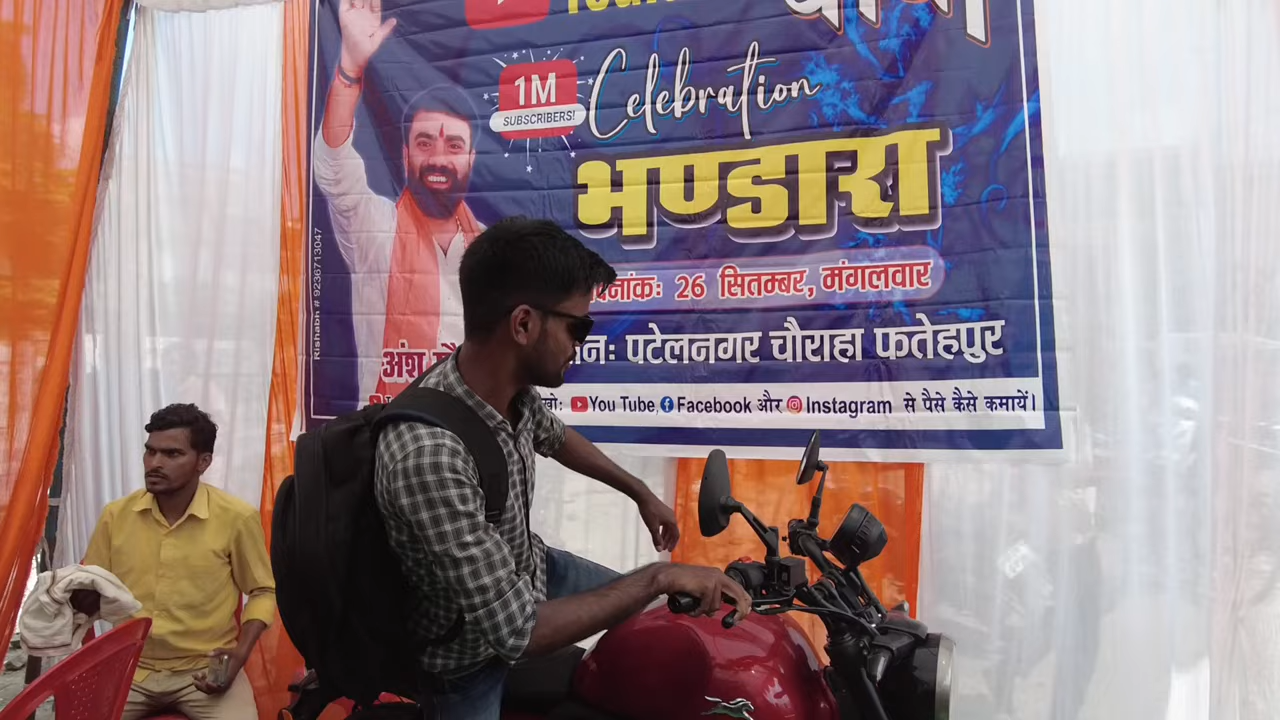 1M
SUBSCRIBERS!
Celebration
भण्डारा
दिनांकः 26 सितम्बर, मंगलवार
पटेलनगर चौराहा फतेहपुर
अंश
You Tube, Facebook और Instagram से पैसे कैसे कमायें।
Rishabh # 9236713047